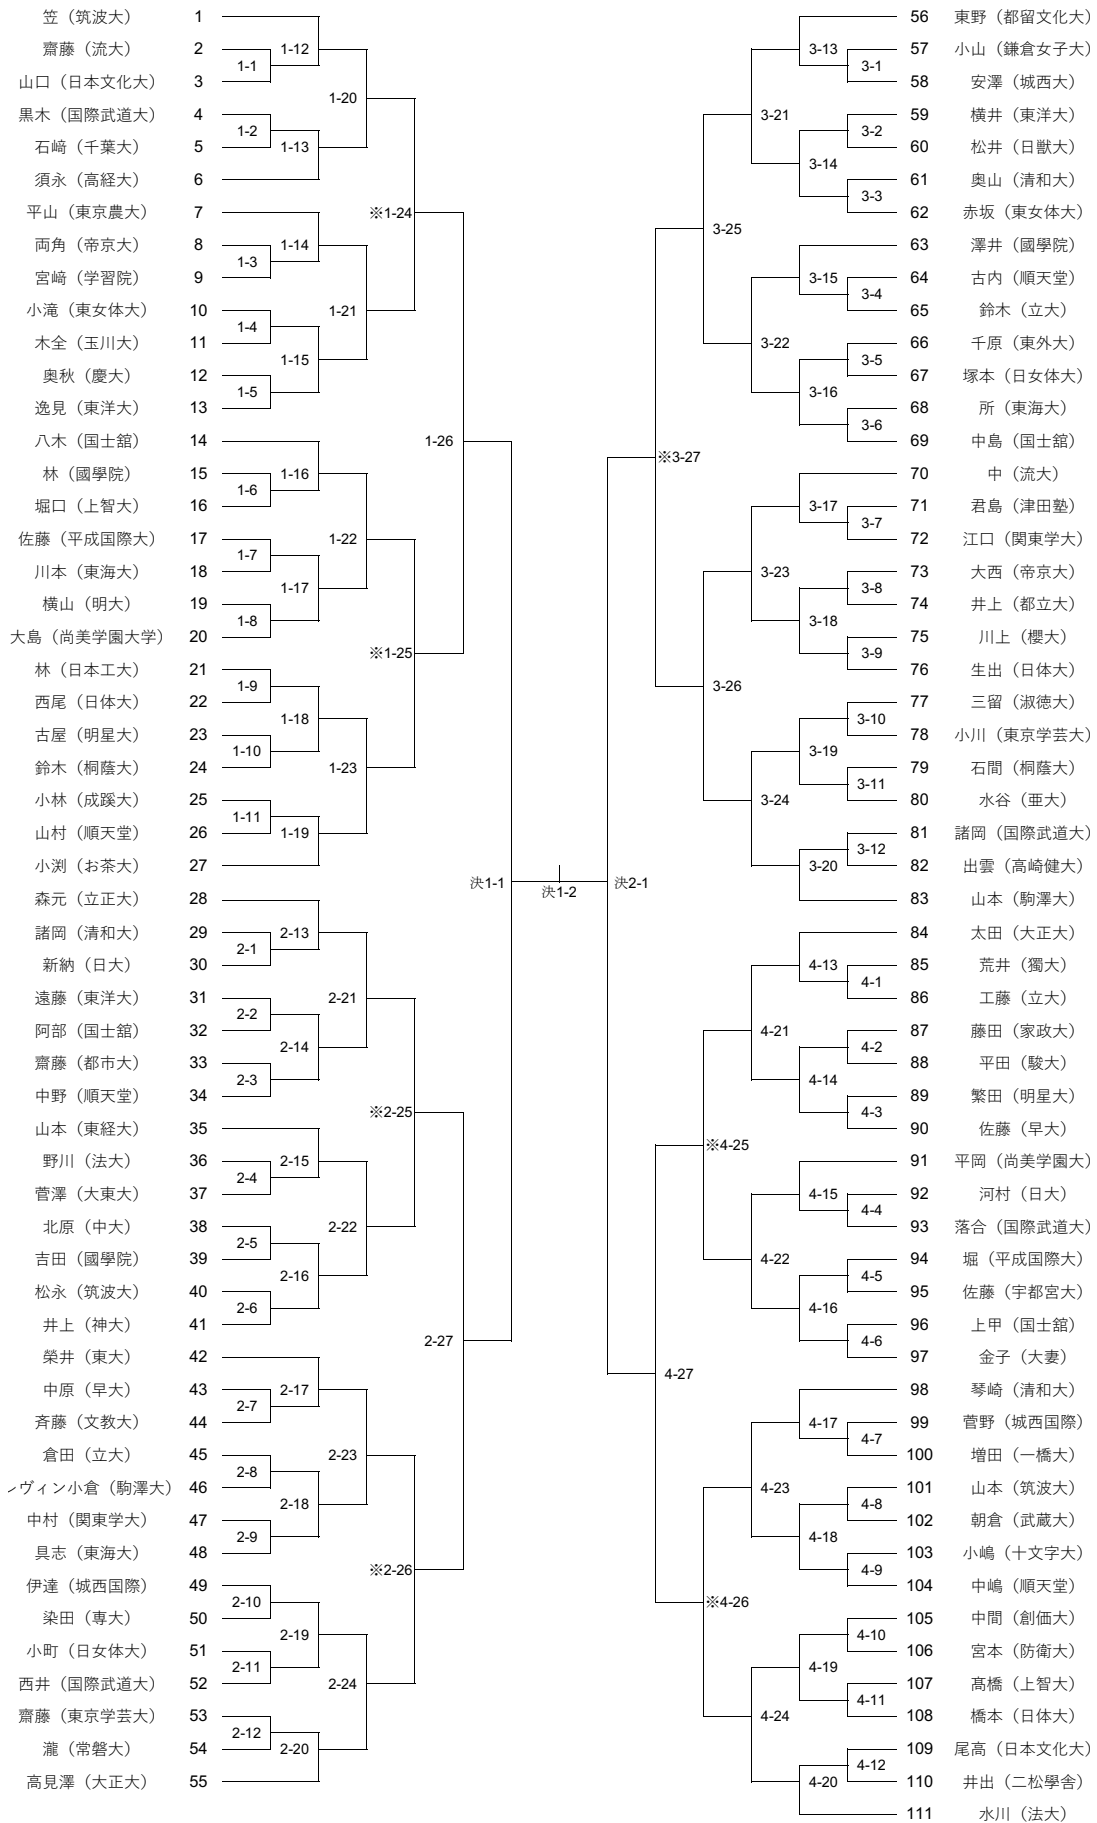 笠（筑波大） 1
齋藤（流大） 2
山口（日本文化大） 3
黒木（国際武道大） 4
石﨑（千葉大） 5
須永（高経大） 6
平山（東京農大） 7
両角（帝京大） 8
宮﨑（学習院） 9
小滝（東女体大） 10
木全（玉川大） 11
奥秋（慶大） 12
逸見（東洋大） 13
八木（国士舘） 14
林（國學院） 15
堀口（上智大） 16
佐藤（平成国際大） 17
川本（東海大） 18
横山（明大） 19
大島（尚美学園大学） 20
林（日本工大） 21
西尾（日体大） 22
古屋（明星大） 23
鈴木（桐蔭大） 24
小林（成蹊大） 25
山村（順天堂） 26
小渕（お茶大） 27
森元（立正大） 28
諸岡（清和大） 29
新納（日大） 30
遠藤（東洋大） 31
阿部（国士舘） 32
齋藤（都市大） 33
中野（順天堂） 34
山本（東経大） 35
野川（法大） 36
菅澤（大東大） 37
北原（中大） 38
吉田（國學院） 39
松永（筑波大） 40
井上（神大） 41
榮井（東大） 42
中原（早大） 43
斉藤（文教大） 44
倉田（立大） 45
ヴィン小倉（駒澤大） 46
中村（関東学大） 47
具志（東海大） 48
伊達（城西国際） 49
染田（専大） 50
小町（日女体大） 51
西井（国際武道大） 52
齋藤（東京学芸大） 53
瀧（常磐大） 54
高見澤（大正大） 55
1-1
1-2
1-3
1-4
1-5
1-6
1-7
1-8
1-9
1-10
1-11
2-1
2-2
2-3
2-4
2-5
2-6
2-7
2-8
2-9
2-10
2-11
2-12
1-12
1-13
1-14
1-15
1-16
1-17
1-18
1-19
2-13
2-14
2-15
2-16
2-17
2-18
2-19
2-20
1-20
1-21
1-22
1-23
2-21
2-22
2-23
2-24
※1-24
※1-25
※2-25
※2-26
1-26
2-27
決1-1
決1-2
決2-1
※3-27
4-27
3-25
3-26
※4-25
※4-26
3-21
3-22
3-23
3-24
4-21
4-22
4-23
4-24
3-13
3-14
3-15
3-16
3-17
3-18
3-19
3-20
4-13
4-14
4-15
4-16
4-17
4-18
4-19
4-20
3-1
3-2
3-3
3-4
3-5
3-6
3-7
3-8
3-9
3-10
3-11
3-12
4-1
4-2
4-3
4-4
4-5
4-6
4-7
4-8
4-9
4-10
4-11
4-12
56 東野（都留文化大）
57 小山（鎌倉女子大）
58 安澤（城西大）
59 横井（東洋大）
60 松井（日獣大）
61 奥山（清和大）
62 赤坂（東女体大）
63 澤井（國學院）
64 古内（順天堂）
65 鈴木（立大）
66 千原（東外大）
67 塚本（日女体大）
68 所（東海大）
69 中島（国士舘）
70 中（流大）
71 君島（津田塾）
72 江口（関東学大）
73 大西（帝京大）
74 井上（都立大）
75 川上（櫻大）
76 生出（日体大）
77 三留（淑徳大）
78 小川（東京学芸大）
79 石間（桐蔭大）
80 水谷（亜大）
81 諸岡（国際武道大）
82 出雲（高崎健大）
83 山本（駒澤大）
84 太田（大正大）
85 荒井（獨大）
86 工藤（立大）
87 藤田（家政大）
88 平田（駿大）
89 繁田（明星大）
90 佐藤（早大）
91 平岡（尚美学園大）
92 河村（日大）
93 落合（国際武道大）
94 堀（平成国際大）
95 佐藤（宇都宮大）
96 上甲（国士舘）
97 金子（大妻）
98 琴崎（清和大）
99 菅野（城西国際）
100 増田（一橋大）
101 山本（筑波大）
102 朝倉（武蔵大）
103 小嶋（十文字大）
104 中嶋（順天堂）
105 中間（創価大）
106 宮本（防衛大）
107 髙橋（上智大）
108 橋本（日体大）
109 尾高（日本文化大）
110 井出（二松學舎）
111 水川（法大）